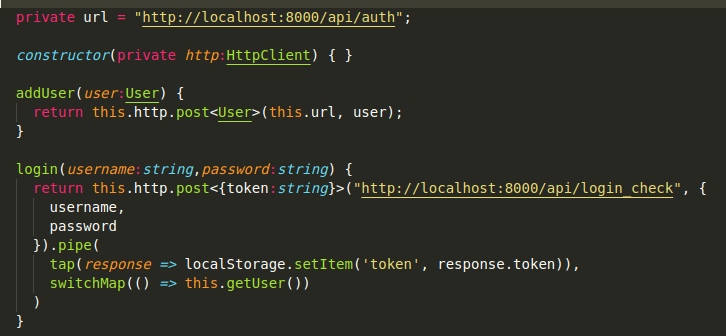 private url = "http://localhost:8000/api/auth";
constructor(private http:HttpClient) { }
addUser(user:User) {
return this.http.post<User>(this.url, user);
}
login(username:string,password:string) {
return this.http.post<{token:string}>("http://localhost:8000/api/login_check", {
username,
password
}).pipe(
tap(response => localStorage.setItem('token', response.token)),
switchMap(() => this.getUser())
)
}